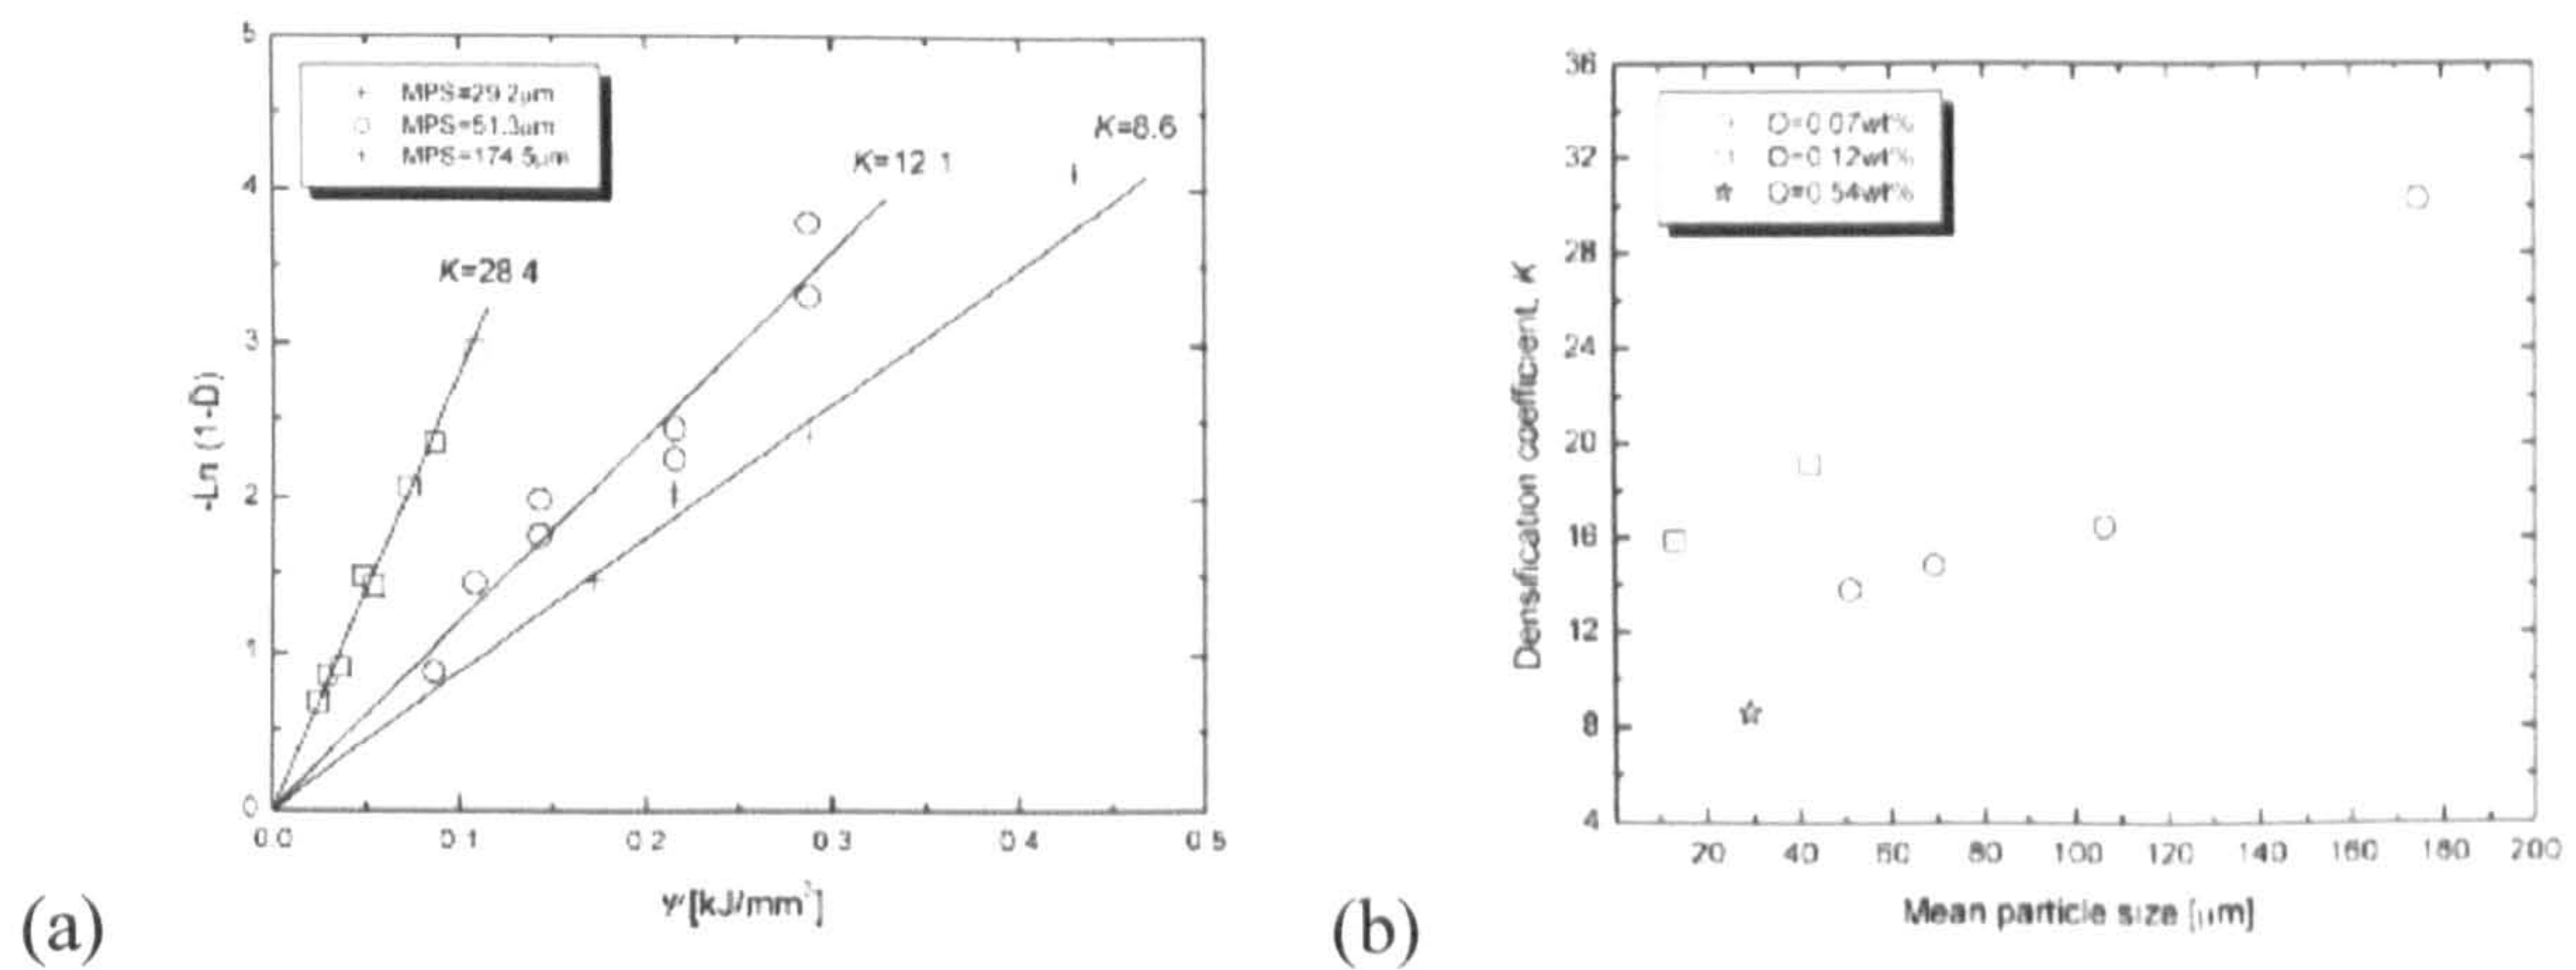 5
MPS=29.2µm
MPS=51.3µm
MPS=174.5µm
K=8.6
K=12.1
4
K=28.4
3
-Ln (1-D)
2
1
0
0.0 0.1 0.2 0.3 0.4 0.5
(a)
36
O=0.07wt%
O=0.12wt%
O=0.54wt%
32
28
24
20
16
12
8
4
Densification coefficient, K
20 40 60 80 100 120 140 160 180 200
Mean particle size [µm]
(b)